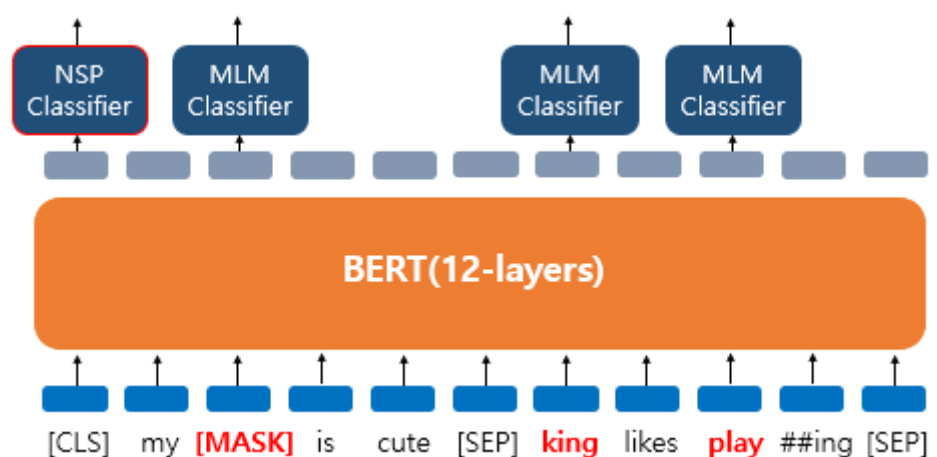 NSP
Classifier
MLM
Classifier
MLM
Classifier
MLM
Classifier
BERT(12-layers)
[CLS] my [MASK] is cute [SEP] king likes play ##ing [SEP]